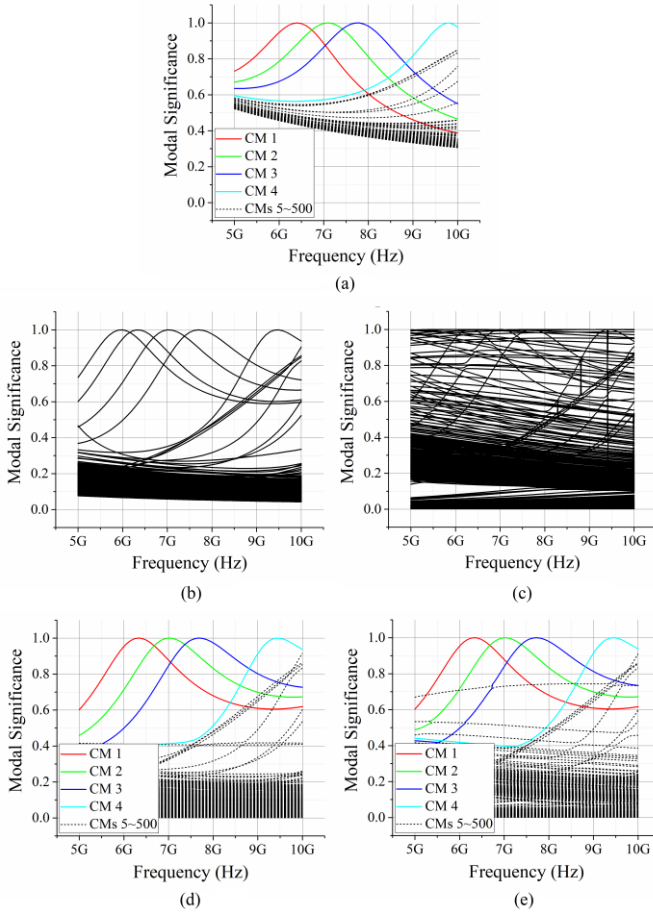 Modal Significance
1.0
0.8
0.6
0.4
0.2
0.0
CM 1
CM 2
CM 3
CM 4
CMs 5~500
5G 6G 7G 8G 9G 10G
Frequency (Hz)
(a)
Modal Significance
1.0
0.8
0.6
0.4
0.2
0.0
5G 6G 7G 8G 9G 10G
Frequency (Hz)
(b)
Modal Significance
1.0
0.8
0.6
0.4
0.2
0.0
5G 6G 7G 8G 9G 10G
Frequency (Hz)
(c)
Modal Significance
1.0
0.8
0.6
0.4
0.2
0.0
CM 1
CM 2
CM 3
CM 4
CMs 5~500
5G 6G 7G 8G 9G 10G
Frequency (Hz)
(d)
Modal Significance
1.0
0.8
0.6
0.4
0.2
0.0
CM 1
CM 2
CM 3
CM 4
CMs 5~500
5G 6G 7G 8G 9G 10G
Frequency (Hz)
(e)